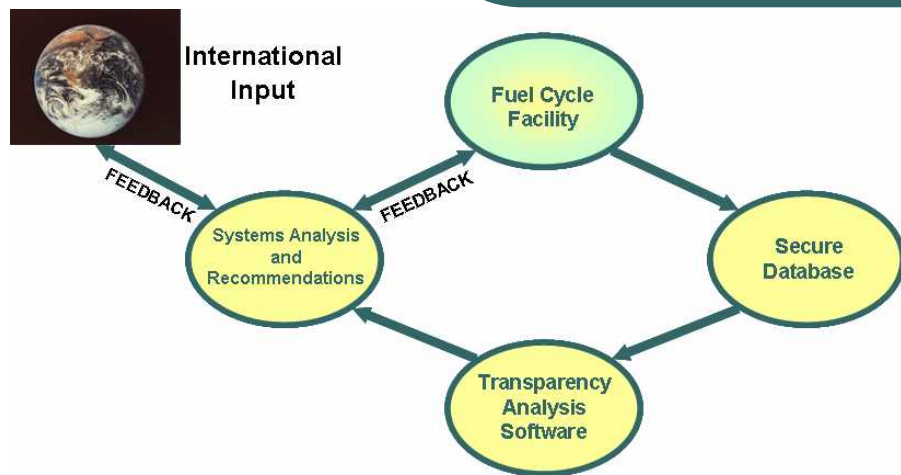 International
Input
Fuel Cycle
Facility
FEEDBACK
FEEDBACK
Systems Analysis
and
Recommendations
Secure
Database
Transparency
Analysis
Software